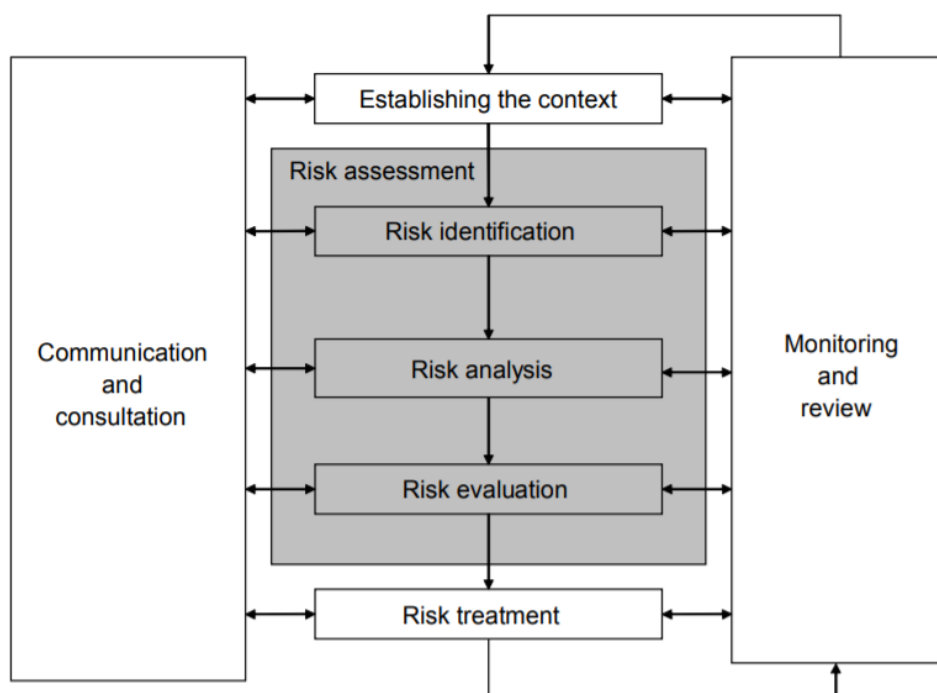 Establishing the context
Risk assessment
Risk identification
Communication
and
consultation
Risk analysis
Monitoring
and
review
Risk evaluation
Risk treatment